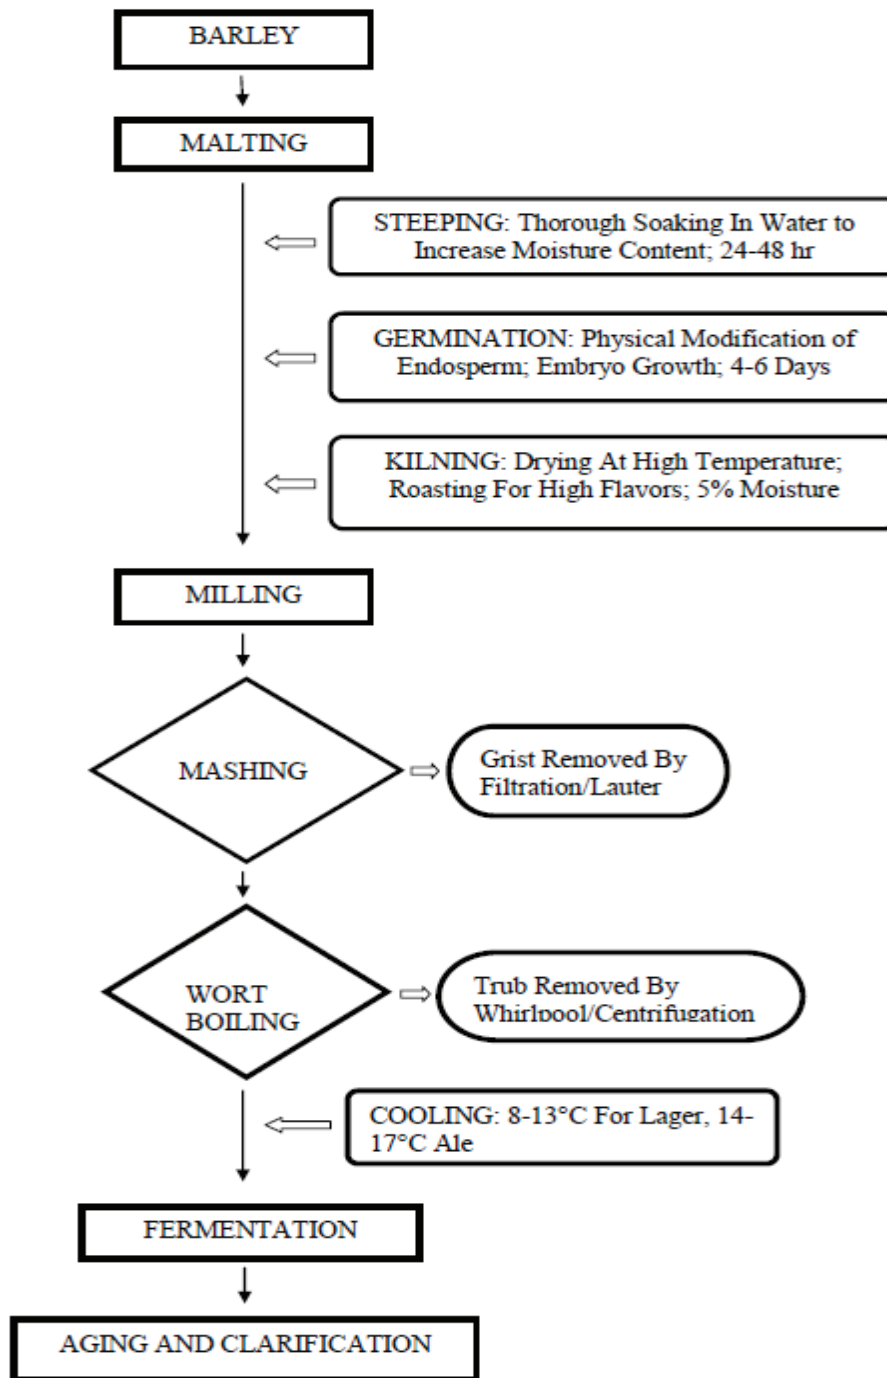 BARLEY
MALTING
STEEPING: Thorough Soaking In Water to
Increase Moisture Content; 24-48 hr
GERMINATION: Physical Modification of
Endosperm; Embryo Growth; 4-6 Days
KILNING: Drying At High Temperature;
Roasting For High Flavors; 5% Moisture
MILLING
MASHING
Grist Removed By
Filtration/Lauter
WORT
BOILING
Trub Removed By
Whirlpool/Centrifugation
COOLING: 8-13°C For Lager, 14-
17°C Ale
FERMENTATION
AGING AND CLARIFICATION